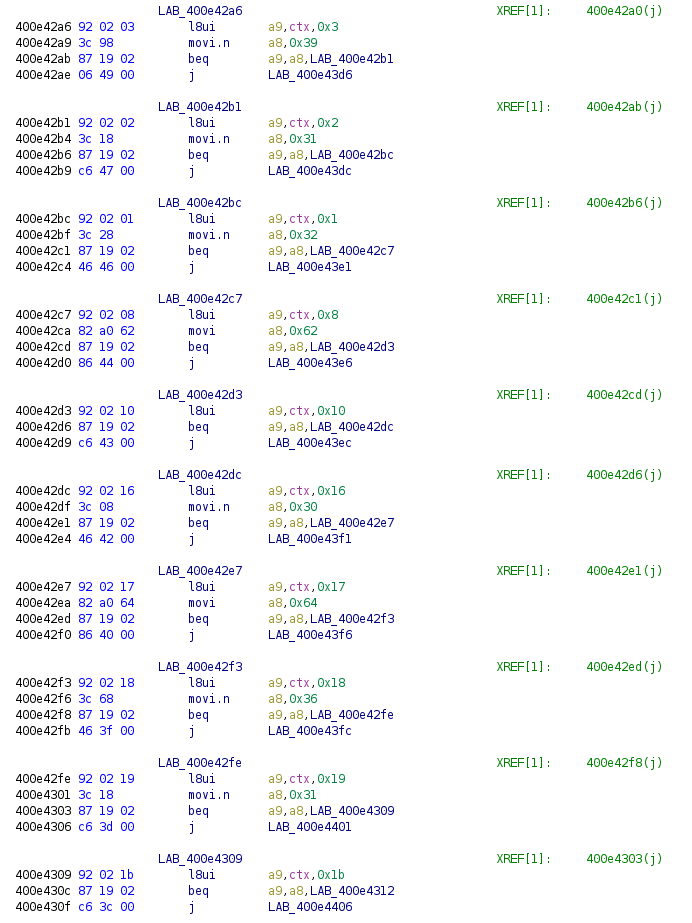 LAB_400e42a6 XREF[1]: 400e42a0(j)
400e42a6 92 02 03 l8ui a9,ctx,0x3
400e42a9 3c 98 movi.n a8,0x39
400e42ab 87 19 02 beq a9,a8,LAB_400e42b1
400e42ae 06 49 00 j LAB_400e43d6
LAB_400e42b1 XREF[1]: 400e42ab(j)
400e42b1 92 02 02 l8ui a9,ctx,0x2
400e42b4 3c 18 movi.n a8,0x31
400e42b6 87 19 02 beq a9,a8,LAB_400e42bc
400e42b9 c6 47 00 j LAB_400e43dc
LAB_400e42bc XREF[1]: 400e42b6(j)
400e42bc 92 02 01 l8ui a9,ctx,0x1
400e42bf 3c 28 movi.n a8,0x32
400e42c1 87 19 02 beq a9,a8,LAB_400e42c7
400e42c4 46 46 00 j LAB_400e43e1
LAB_400e42c7 XREF[1]: 400e42c1(j)
400e42c7 92 02 08 l8ui a9,ctx,0x8
400e42ca 82 a0 62 movi a8,0x62
400e42cd 87 19 02 beq a9,a8,LAB_400e42d3
400e42d0 86 44 00 j LAB_400e43e6
LAB_400e42d3 XREF[1]: 400e42cd(j)
400e42d3 92 02 10 l8ui a9,ctx,0x10
400e42d6 87 19 02 beq a9,a8,LAB_400e42dc
400e42d9 c6 43 00 j LAB_400e43ec
LAB_400e42dc XREF[1]: 400e42d6(j)
400e42dc 92 02 16 l8ui a9,ctx,0x16
400e42df 3c 08 movi.n a8,0x30
400e42e1 87 19 02 beq a9,a8,LAB_400e42e7
400e42e4 46 42 00 j LAB_400e43f1
LAB_400e42e7 XREF[1]: 400e42e1(j)
400e42e7 92 02 17 l8ui a9,ctx,0x17
400e42ea 82 a0 64 movi a8,0x64
400e42ed 87 19 02 beq a9,a8,LAB_400e42f3
400e42f0 86 40 00 j LAB_400e43f6
LAB_400e42f3 XREF[1]: 400e42ed(j)
400e42f3 92 02 18 l8ui a9,ctx,0x18
400e42f6 3c 68 movi.n a8,0x36
400e42f8 87 19 02 beq a9,a8,LAB_400e42fe
400e42fb 46 3f 00 j LAB_400e43fc
LAB_400e42fe XREF[1]: 400e42f8(j)
400e42fe 92 02 19 l8ui a9,ctx,0x19
400e4301 3c 18 movi.n a8,0x31
400e4303 87 19 02 beq a9,a8,LAB_400e4309
400e4306 c6 3d 00 j LAB_400e4401
LAB_400e4309 XREF[1]: 400e4303(j)
400e4309 92 02 1b l8ui a9,ctx,0x1b
400e430c 87 19 02 beq a9,a8,LAB_400e4312
400e430f c6 3c 00 j LAB_400e4406